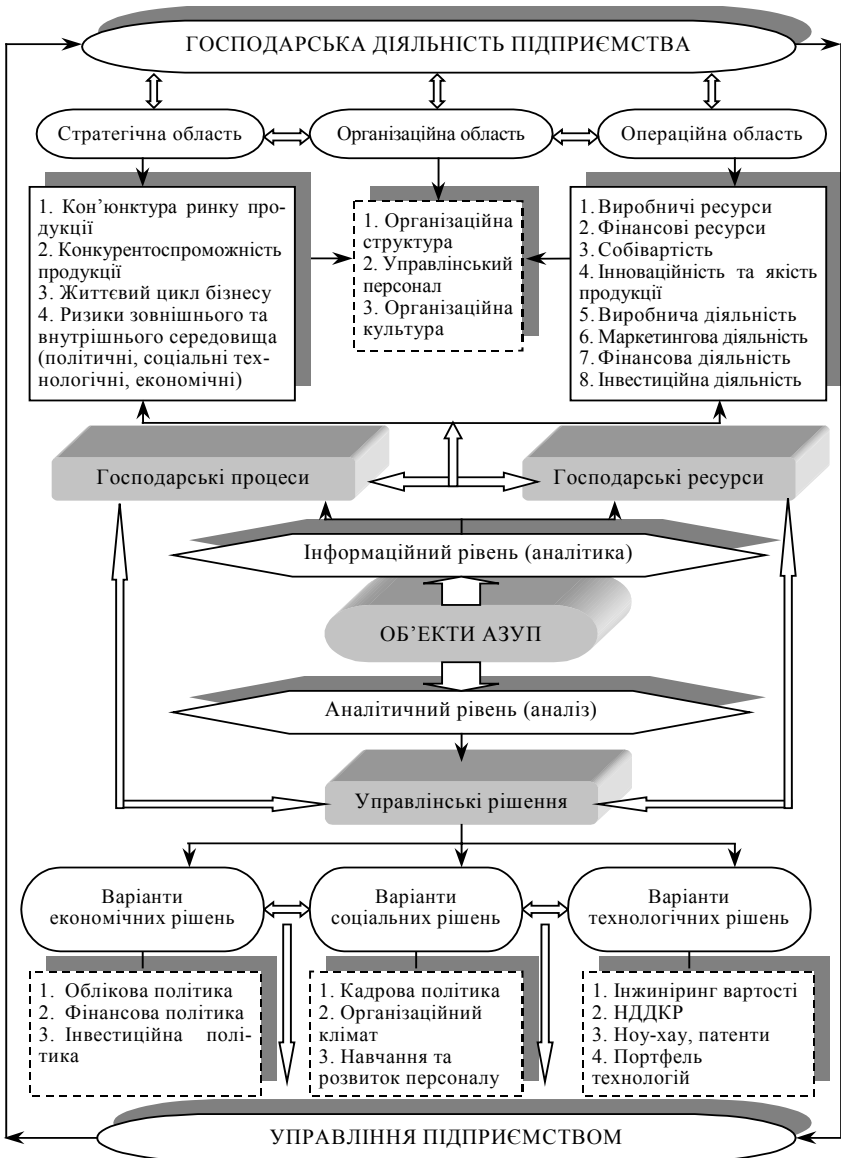 ГОСПОДАРСЬКА ДІЯЛЬНІСТЬ ПІДПРИЄМСТВА
Стратегічна область
Організаційна область
Операційна область
1. Кон’юнктура ринку про-
дукції
2. Конкурентоспроможність
продукції
3. Життєвий цикл бізнесу
4. Ризики зовнішнього та
внутрішнього середовища
(політичні, соціальні тех-
нологічні, економічні)
1. Організаційна
структура
2. Управлінський
персонал
3. Організаційна
культура
1. Виробничі ресурси
2. Фінансові ресурси
3. Собівартість
4. Інноваційність та якість
продукції
5. Виробнича діяльність
6. Маркетингова діяльність
7. Фінансова діяльність
8. Інвестиційна діяльність
Господарські процеси
Господарські ресурси
Інформаційний рівень (аналітика)
ОБ’ЕКТИ АЗУП
Аналітичний рівень (аналіз)
Управлінські рішення
Варіанти
економічних рішень
Варіанти
соціальних рішень
Варіанти
технологічних рішень
1. Облікова політика
2. Фінансова політика
3. Інвестиційна полі-
тика
1. Кадрова політика
2. Організаційний
клімат
3. Навчання та
розвиток персоналу
1. Інжиніринг вартості
2. НДДКР
3. Ноу-хау, патенти
4. Портфель
технологій
УПРАВЛІННЯ ПІДПРИЄМСТВОМ